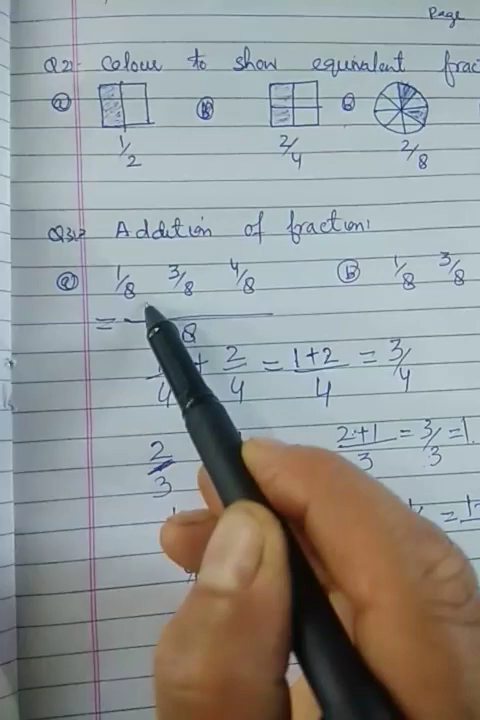 Page
Q2) Colour to show equivalent frac
(a) (B) (B)
1/2 2/4 2/8
Q3) Addition of fraction:
(a) 1/8 3/8 4/8 (B) 1/8 3/8
= 8
4 + 2/4 = 1+2/4 = 3/4
2/3 2+1/3 = 3/3 = 1